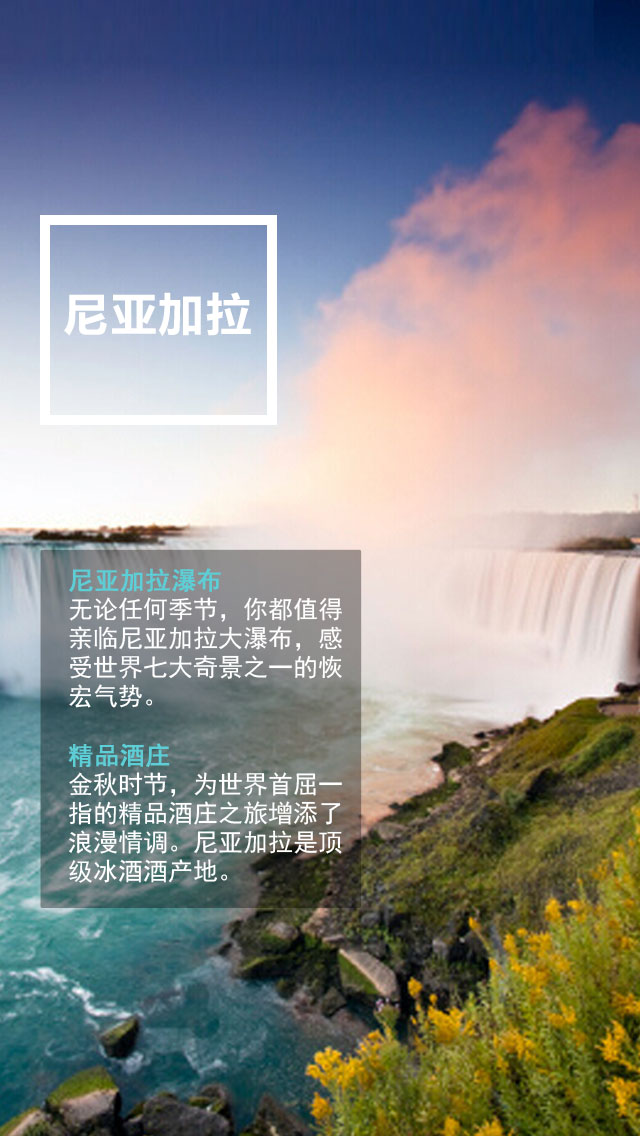 尼亚加拉
尼亚加拉瀑布
无论任何季节，你都值得
亲临尼亚加拉大瀑布，感
受世界七大奇景之一的恢
宏气势。
精品酒庄
金秋时节，为世界首屈一
指的精品酒庄之旅增添了
浪漫情调。尼亚加拉是顶
级冰酒酒产地。